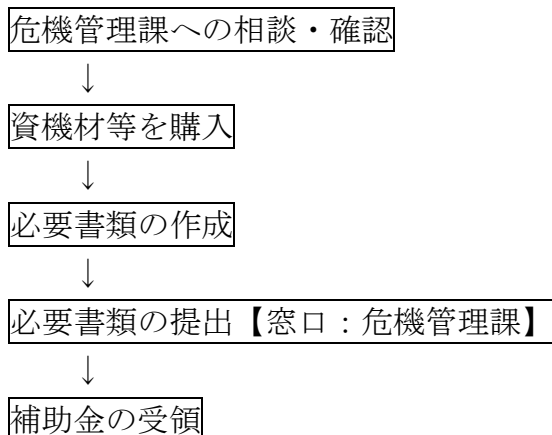 危機管理課への相談・確認
↓
資機材等を購入
↓
必要書類の作成
↓
必要書類の提出【窓口:危機管理課】
↓
補助金の受領